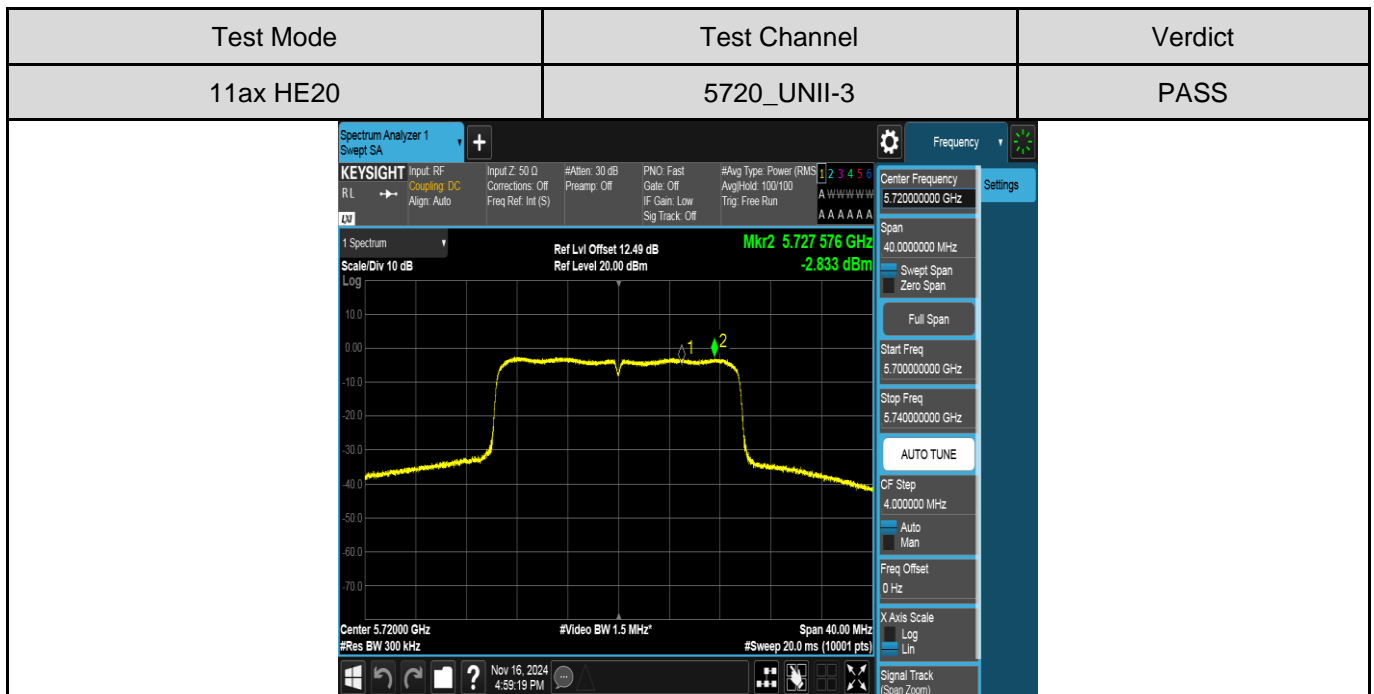 Test Mode Test Channel Verdict
11ax HE20 5720_UNII-3 PASS
Spectrum Analyzer 1
Swept SA
+
Frequency
KEYSIGHT
RL
LXI
Input: RF
Coupling: DC
Align: Auto
Input Z: 50 Ω
Corrections: Off
Freq Ref: Int (S)
#Atten: 30 dB
Preamp: Off
PNO: Fast
Gate: Off
IF Gain: Low
Sig Track: Off
#Avg Type: Power (RMS
Avg|Hold: 100/100
Trig: Free Run
1 2 3 4 5 6
A W W W W W
A A A A A A
1 Spectrum
Scale/Div 10 dB
Log
Ref Lvl Offset 12.49 dB
Ref Level 20.00 dBm
Mkr2 5.727 576 GHz
-2.833 dBm
10.0
0.00
-10.0
-20.0
-30.0
-40.0
-50.0
-60.0
-70.0
1
2
Center 5.72000 GHz
#Res BW 300 kHz
#Video BW 1.5 MHz*
Span 40.00 MHz
#Sweep 20.0 ms (10001 pts)
?
Nov 16, 2024
4:59:19 PM
Center Frequency
5.720000000 GHz
Settings
Span
40.0000000 MHz
Swept Span
Zero Span
Full Span
Start Freq
5.700000000 GHz
Stop Freq
5.740000000 GHz
AUTO TUNE
CF Step
4.000000 MHz
Auto
Man
Freq Offset
0 Hz
X Axis Scale
Log
Lin
Signal Track
(Span Zoom)